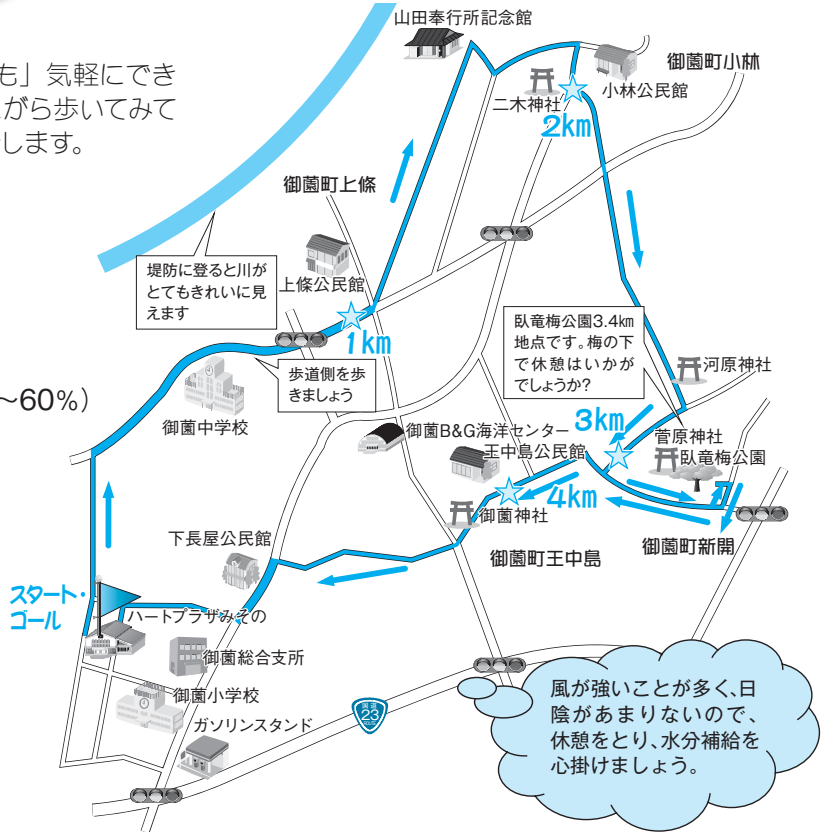 も」気軽にでき
がら歩いてみて
します。
～60%）
山田奉行所記念館
御薗町小林
二木神社
小林公民館
2km
御薗町上條
堤防に登ると川が
とてもきれいに見
えます
上條公民館
1km
歩道側を歩
きましょう
御薗中学校
臥竜梅公園3.4km
地点です。梅の下
で休憩はいかが
でしょうか?
河原神社
3km
菅原神社
臥竜梅公園
御薗B&G海洋センター
王中島公民館
4km
御薗神社
御薗町王中島
御薗町新開
下長屋公民館
スタート・
ゴール
ハートプラザみその
御薗総合支所
御薗小学校
ガソリンスタンド
国道
23
ROUTE
風が強いことが多く、日
陰があまりないので、
休憩をとり、水分補給を
心掛けましょう。